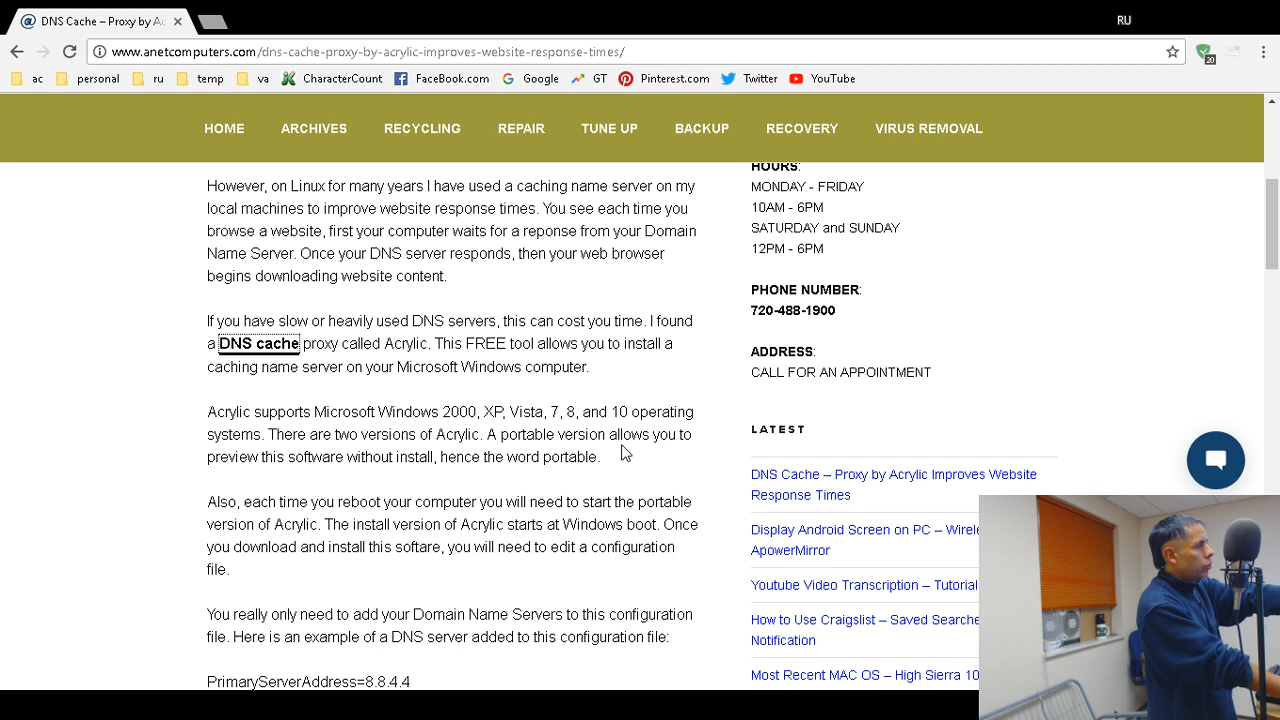 RU
@ DNS Cache – Proxy by Ac
www.anetcomputers.com/dns-cache-proxy-by-acrylic-improves-website-response-times/
20
ac personal ru temp va CharacterCount FaceBook.com Google GT Pinterest.com Twitter YouTube
HOME ARCHIVES RECYCLING REPAIR TUNE UP BACKUP RECOVERY VIRUS REMOVAL
However, on Linux for many years I have used a caching name server on my
local machines to improve website response times. You see each time you
browse a website, first your computer waits for a reponse from your Domain
Name Server. Once your DNS server responds, then your web browser
begins downloading website content.
If you have slow or heavily used DNS servers, this can cost you time. I found
a DNS cache proxy called Acrylic. This FREE tool allows you to install a
caching name server on your Microsoft Windows computer.
Acrylic supports Microsoft Windows 2000, XP, Vista, 7, 8, and 10 operating
systems. There are two versions of Acrylic. A portable version allows you to
preview this software without install, hence the word portable.
Also, each time you reboot your computer you will need to start the portable
version of Acrylic. The install version of Acrylic starts at Windows boot. Once
you download and install this softare, you will need to edit a configuration
file.
You really only need to add your Domain Name Servers to this configuration
file. Here is an example of a DNS server added to this configuration file:
PrimaryServerAddress=8.8.4.4
HOURS:
MONDAY - FRIDAY
10AM - 6PM
SATURDAY and SUNDAY
12PM - 6PM
PHONE NUMBER:
720-488-1900
ADDRESS:
CALL FOR AN APPOINTMENT
LATEST
DNS Cache – Proxy by Acrylic Improves Website
Response Times
Display Android Screen on PC – Wirele
ApowerMirror
Youtube Video Transcription – Tutorial
How to Use Craigslist – Saved Searche
Notification
Most Recent MAC OS – High Sierra 10